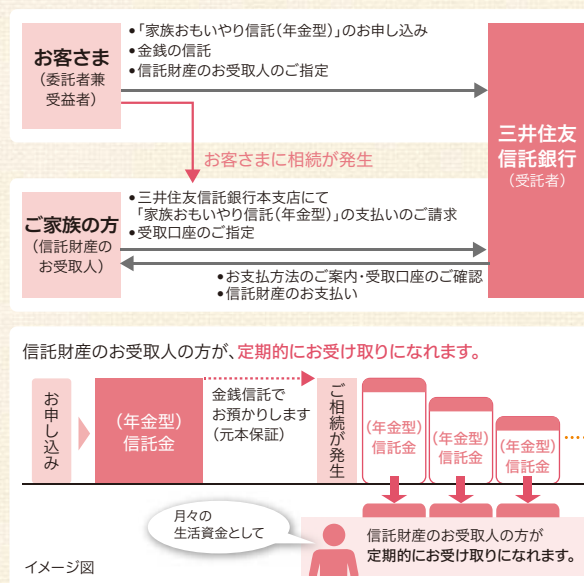 お客さま
（委託者兼
受益者）
•「家族おもいやり信託（年金型）」のお申し込み
•金銭の信託
•信託財産のお受取人のご指定
三井住友
信託銀行
（受託者）
お客さまに相続が発生
ご家族の方
（信託財産の
お受取人）
•三井住友信託銀行本支店にて
「家族おもいやり信託（年金型）」の支払いのご請求
•受取口座のご指定
•お支払方法のご案内・受取口座のご確認
•信託財産のお支払い
信託財産のお受取人の方が、定期的にお受け取りになれます。
お申し込み
（年金型）
信託金
金銭信託で
お預かりします
（元本保証）
ご相続が発生
（年金型）
信託金
（年金型）
信託金
（年金型）
信託金
月々の
生活資金として
信託財産のお受取人の方が
定期的にお受け取りになれます。
イメージ図